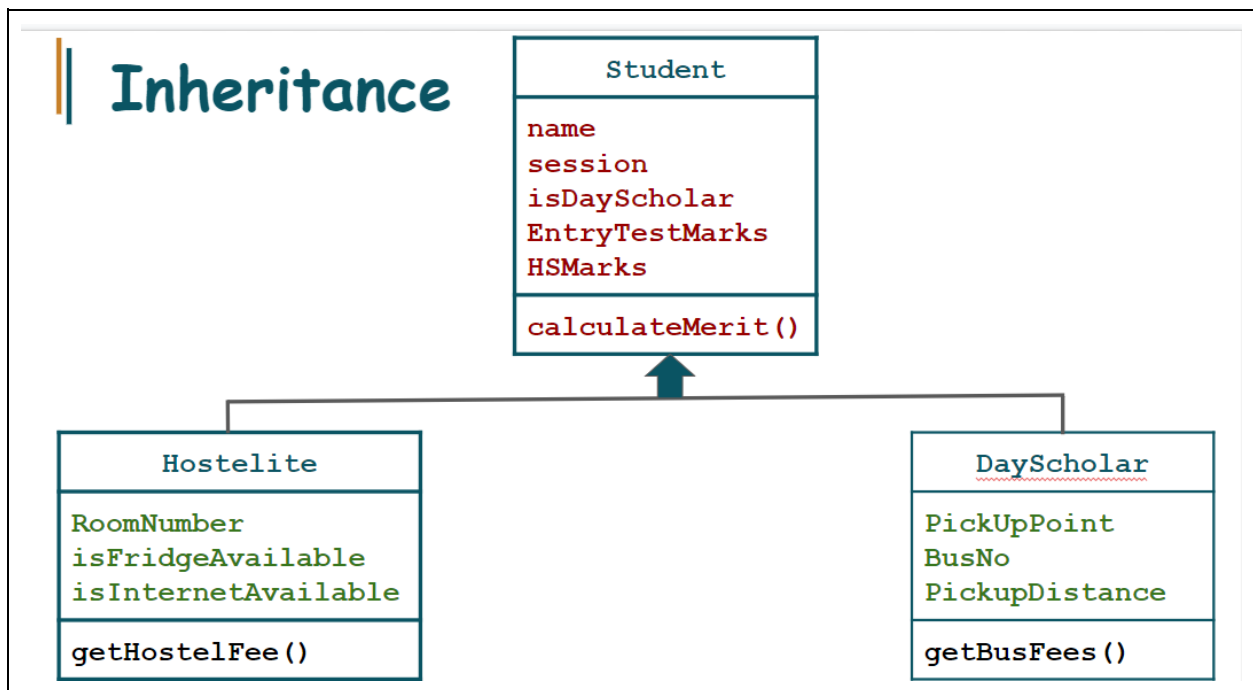 Inheritance
Student
name
session
isDayScholar
EntryTestMarks
HSMarks
calculateMerit()
Hostelite
RoomNumber
isFridgeAvailable
isInternetAvailable
getHostelFee()
DayScholar
PickUpPoint
BusNo
PickupDistance
getBusFees()